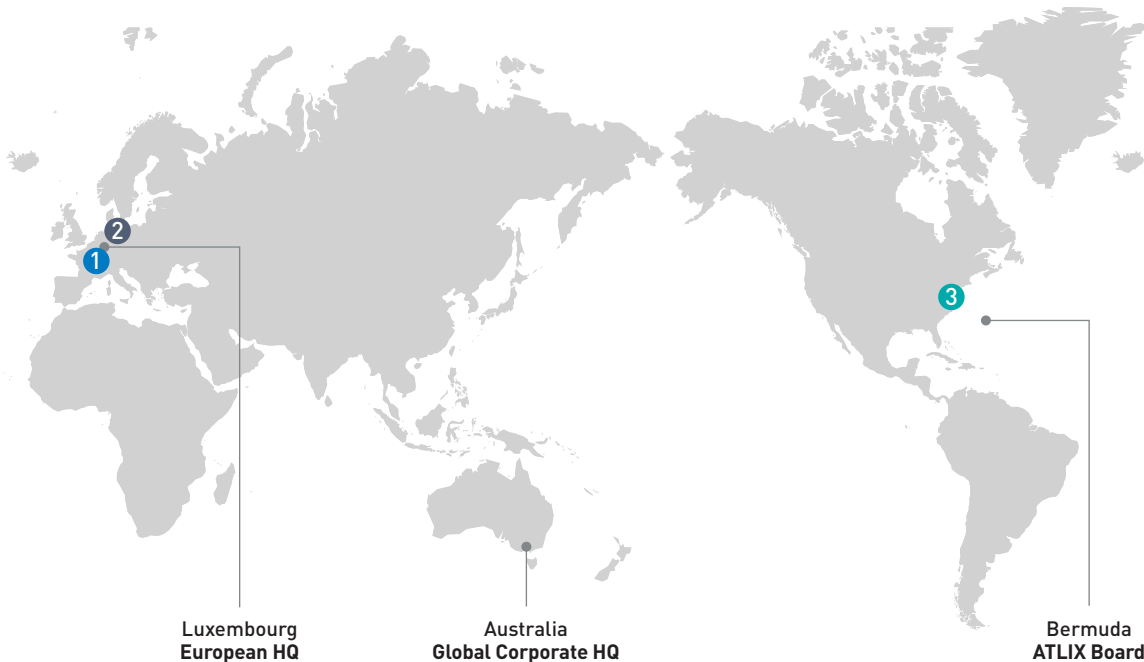 2
1
3
Luxembourg
European HQ
Australia
Global Corporate HQ
Bermuda
ATLIX Board